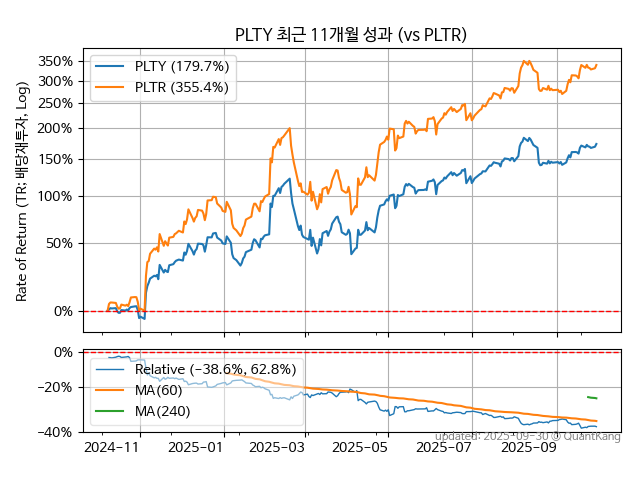 PLTY 최근 11개월 성과 (vs PLTR)
Rate of Return (TR: 배당재투자, Log)
350%
300%
250%
200%
150%
100%
50%
0%
PLTY (179.7%)
PLTR (355.4%)
0%
−20%
−40%
Relative (−38.6%, 62.8%)
MA(60)
MA(240)
2024−11
2025−01
2025−03
2025−05
2025−07
2025−09
updated: 2025-09-30 © QuantKang